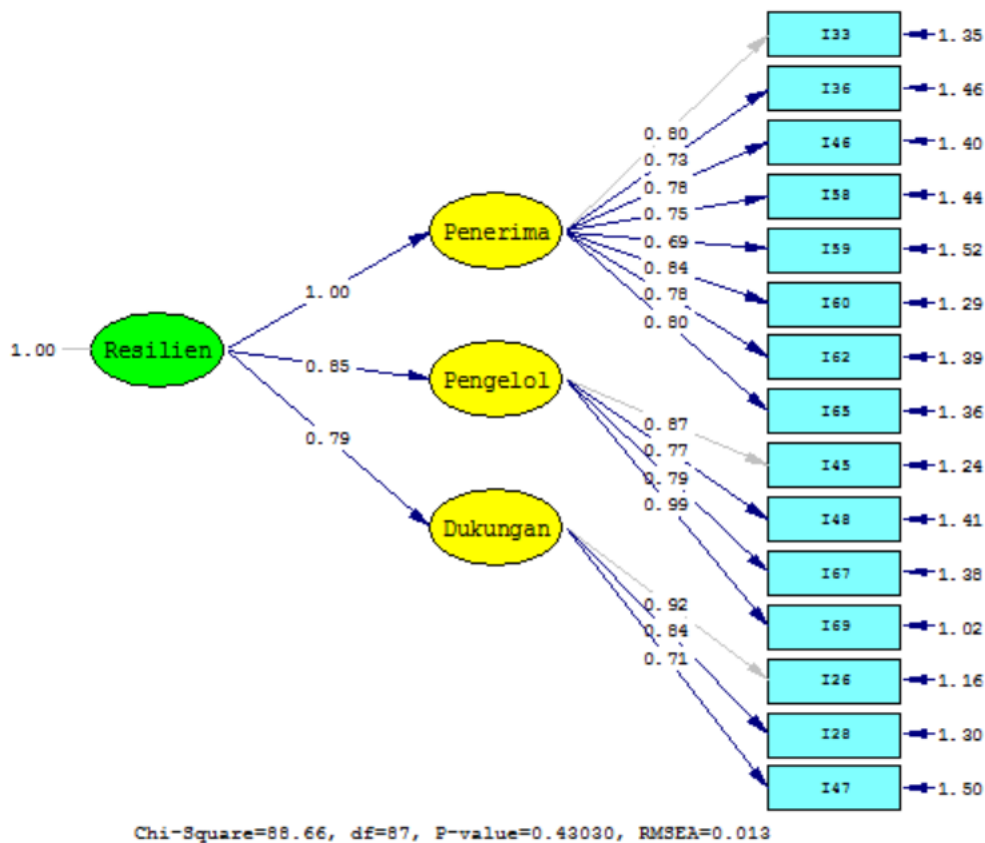 I33
1.35
I36
1.46
0.80
I46
1.40
0.73
0.78
I58
1.44
0.75
Penerima
0.69
I59
1.52
0.84
1.00
0.78
I60
1.29
0.80
1.00
Resilien
I62
1.39
0.85
Pengelol
I65
1.36
0.87
0.79
0.77
I45
1.24
0.79
0.99
I48
1.41
Dukungan
I67
1.38
0.92
I69
1.02
0.84
0.71
I26
1.16
I28
1.30
I47
1.50
Chi-Square=88.66, df=87, P-value=0.43030, RMSEA=0.013